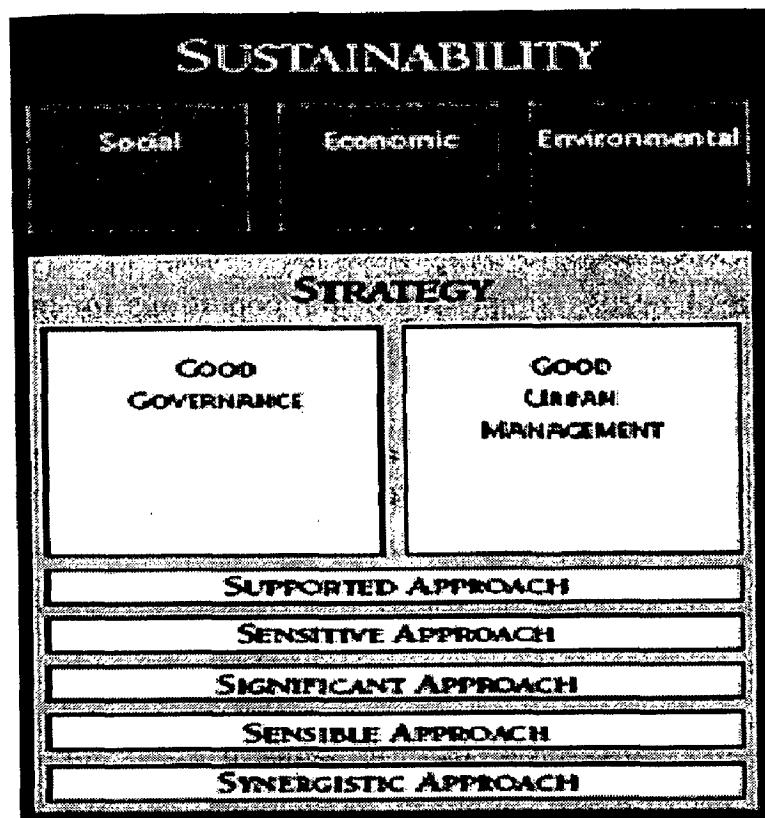 SUSTAINABILITY
Social Economic Environmental
STRATEGY
GOOD
GOVERNANCE
GOOD
URBAN
MANAGEMENT
SUPPORTED APPROACH
SENSITIVE APPROACH
SIGNIFICANT APPROACH
SENSIBLE APPROACH
SYNERGISTIC APPROACH